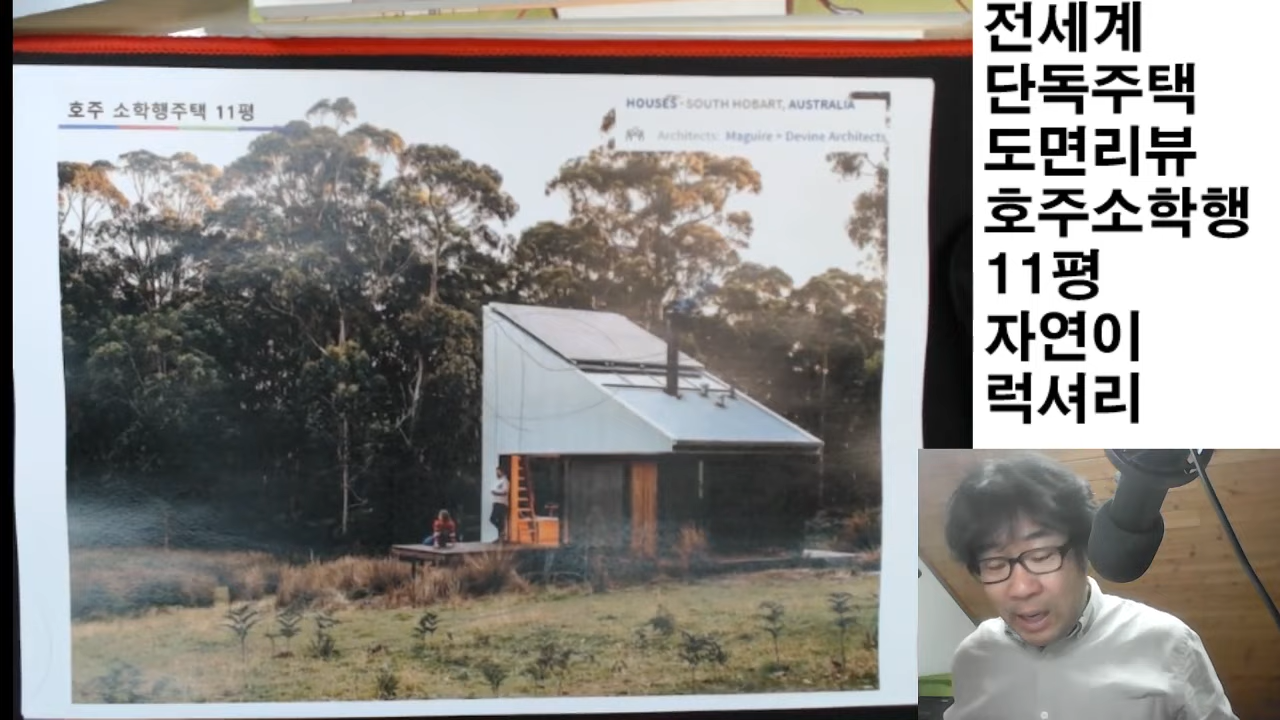 호주 소학행주택 11평
HOUSES · SOUTH HOBART, AUSTRALIA
Architects: Maguire + Devine Architects
전세계
단독주택
도면리뷰
호주소학행
11평
자연이
럭셔리